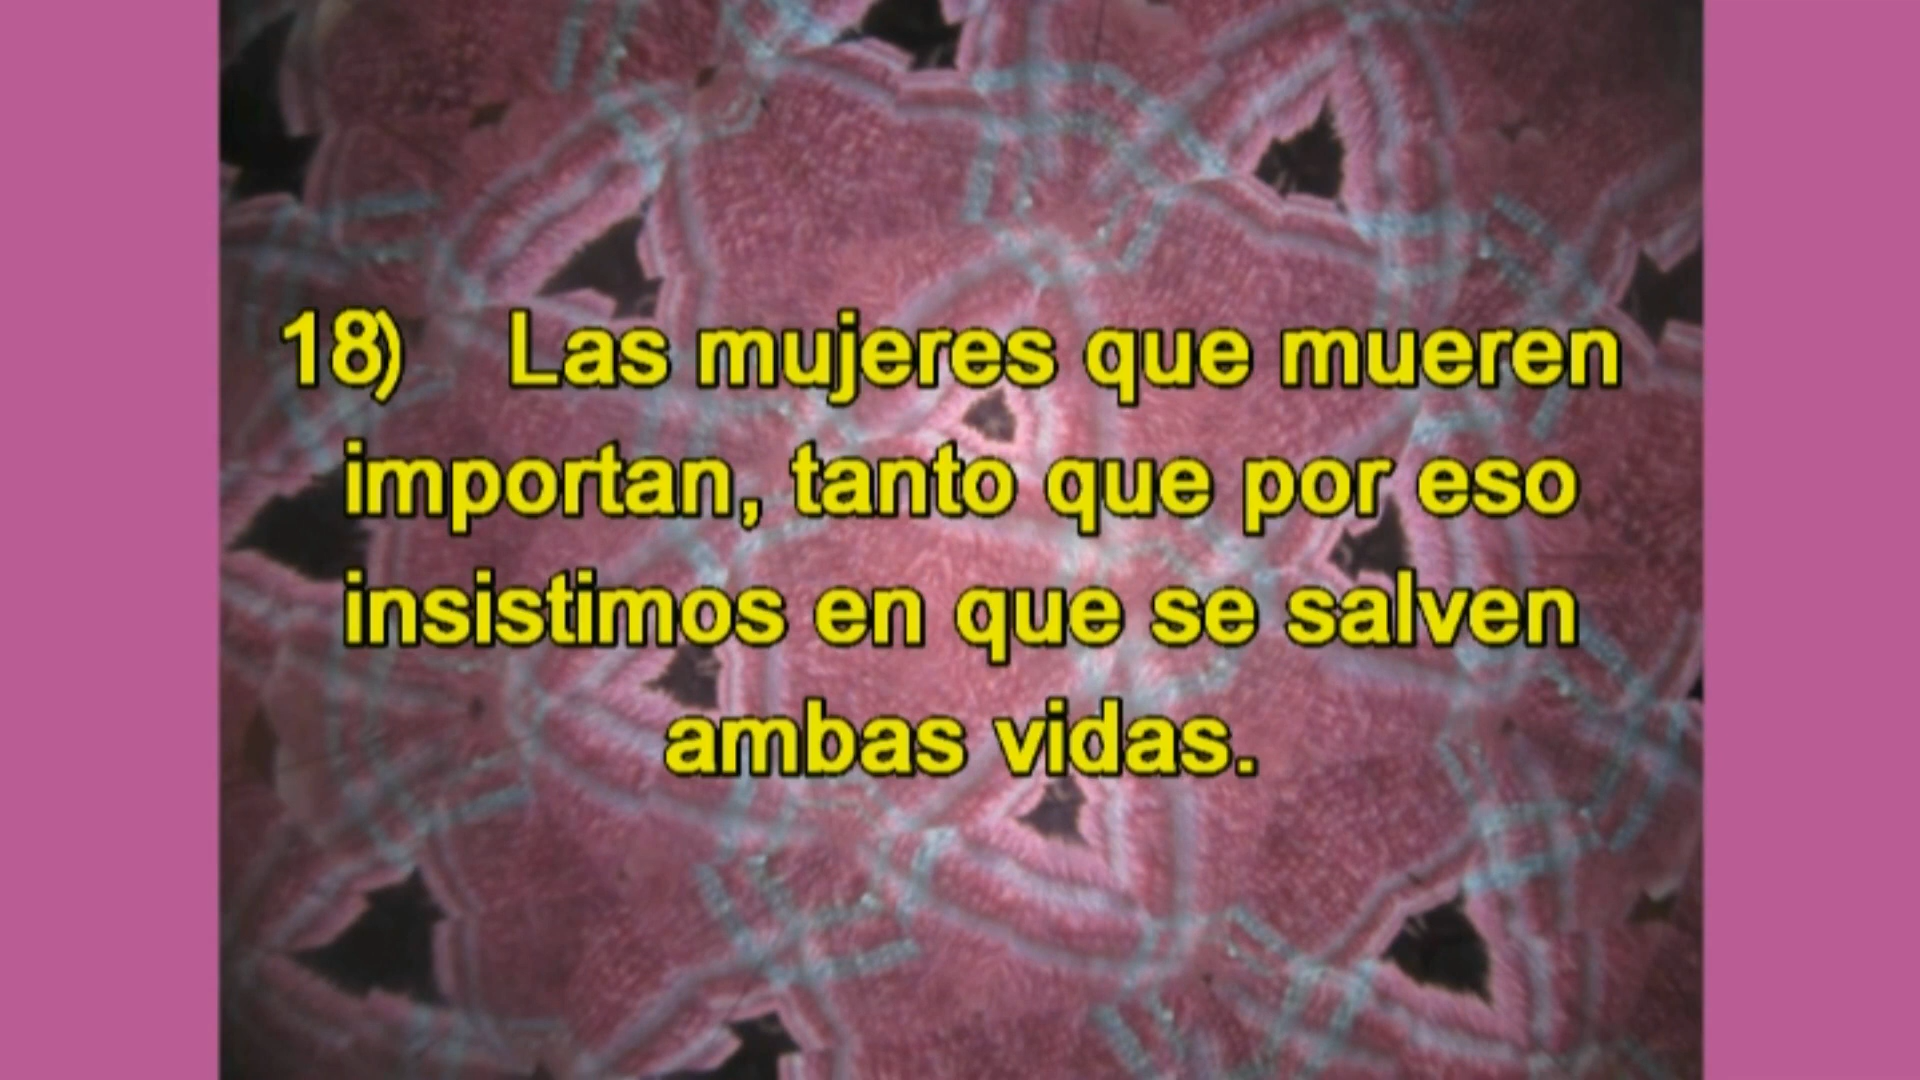 18) Las mujeres que mueren
importan, tanto que por eso
insistimos en que se salven
ambas vidas.